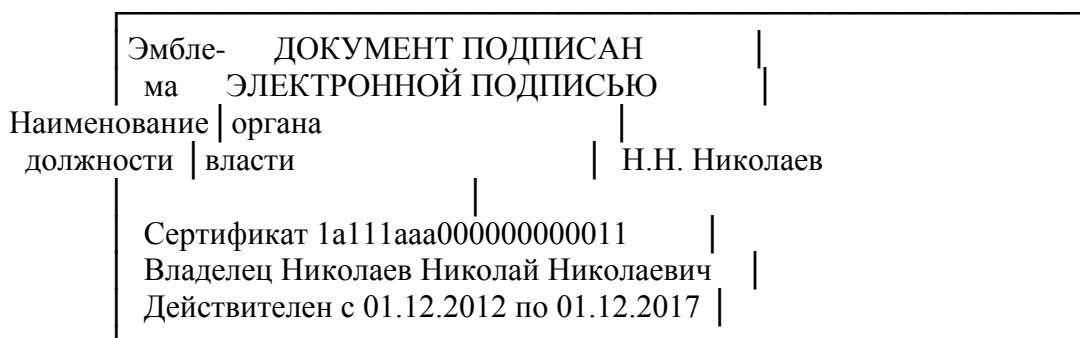 Эмбле- ДОКУМЕНТ ПОДПИСАН
ма ЭЛЕКТРОННОЙ ПОДПИСЬЮ
Наименование органа
должности власти Н.Н. Николаев
Сертификат 1а111ааа000000000011
Владелец Николаев Николай Николаевич
Действителен с 01.12.2012 по 01.12.2017